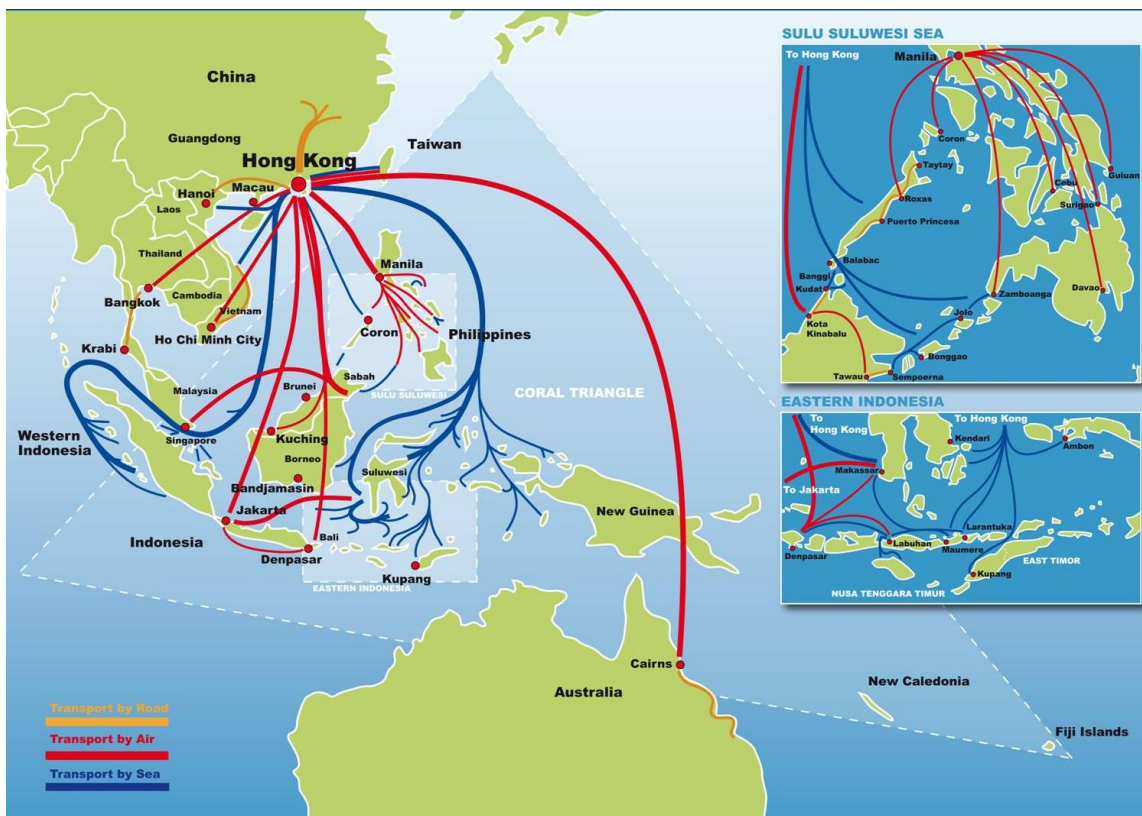 China
Guangdong
Hong Kong
Taiwan
Hanoi
Macau
Laos
Thailand
Bangkok
Cambodia
Vietnam
Ho Chi Minh City
Krabi
Manila
Coron
Philippines
Malaysia
Brunei
Sabah
SULU SULUWESI
CORAL TRIANGLE
Singapore
Western
Indonesia
Kuching
Borneo
Suluwesi
Bandjamasin
Jakarta
New Guinea
Indonesia
Bali
Denpasar
Kupang
EASTERN INDONESIA
Cairns
Australia
New Caledonia
Fiji Islands
Transport by Road
Transport by Air
Transport by Sea
SULU SULUWESI SEA
To Hong Kong
Manila
Coron
Taytay
Guiuan
Cebu
Roxas
Surigao
Puerto Princesa
Balabac
Banggi
Kudat
Zamboanga
Davao
Jolo
Kota
Kinabalu
Bonggao
Tawau
Sempoerna
EASTERN INDONESIA
To
Hong Kong
To Hong Kong
Kendari
Ambon
Makassar
To Jakarta
Larantuka
Denpasar
Labuhan
Maumere
EAST TIMOR
Kupang
NUSA TENGGARA TIMUR